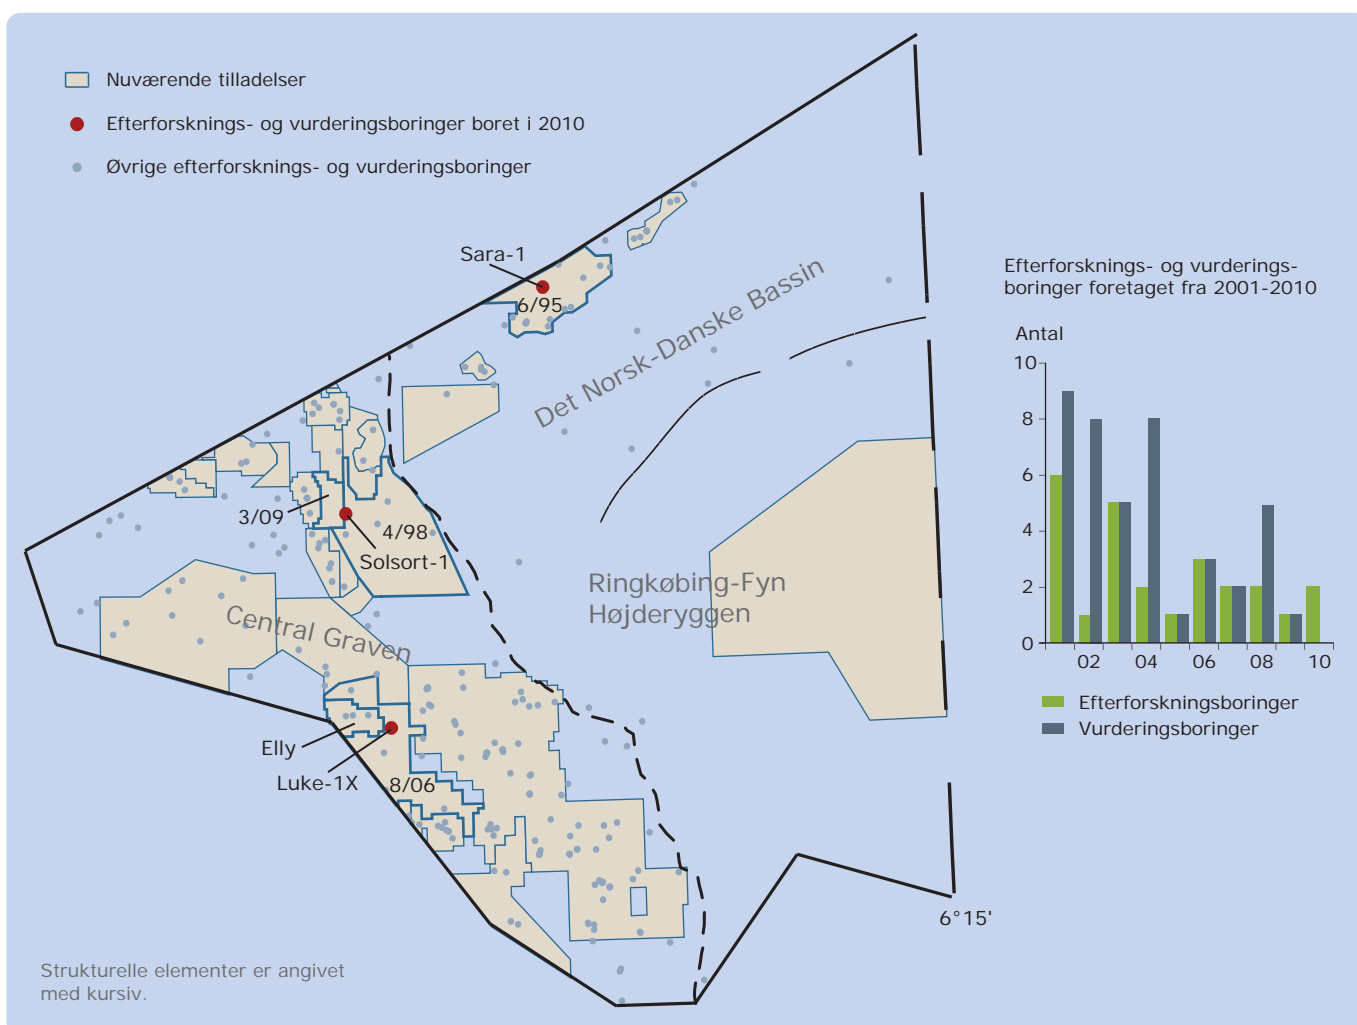 Nuværende tilladelser
Efterforsknings- og vurderingsboringer boret i 2010
Øvrige efterforsknings- og vurderingsboringer
Sara-1
6/95
Det Norsk-Danske Bassin
3/09
4/98
Solsort-1
Central Graven
Ringkøbing-Fyn
Højderyggen
Elly
Luke-1X
8/06
6°15'
Strukturelle elementer er angivet
med kursiv.
Efterforsknings- og vurderings-
boringer foretaget fra 2001-2010
Antal
10
8
6
4
2
0
02 04 06 08 10
Efterforskningsboringer
Vurderingsboringer